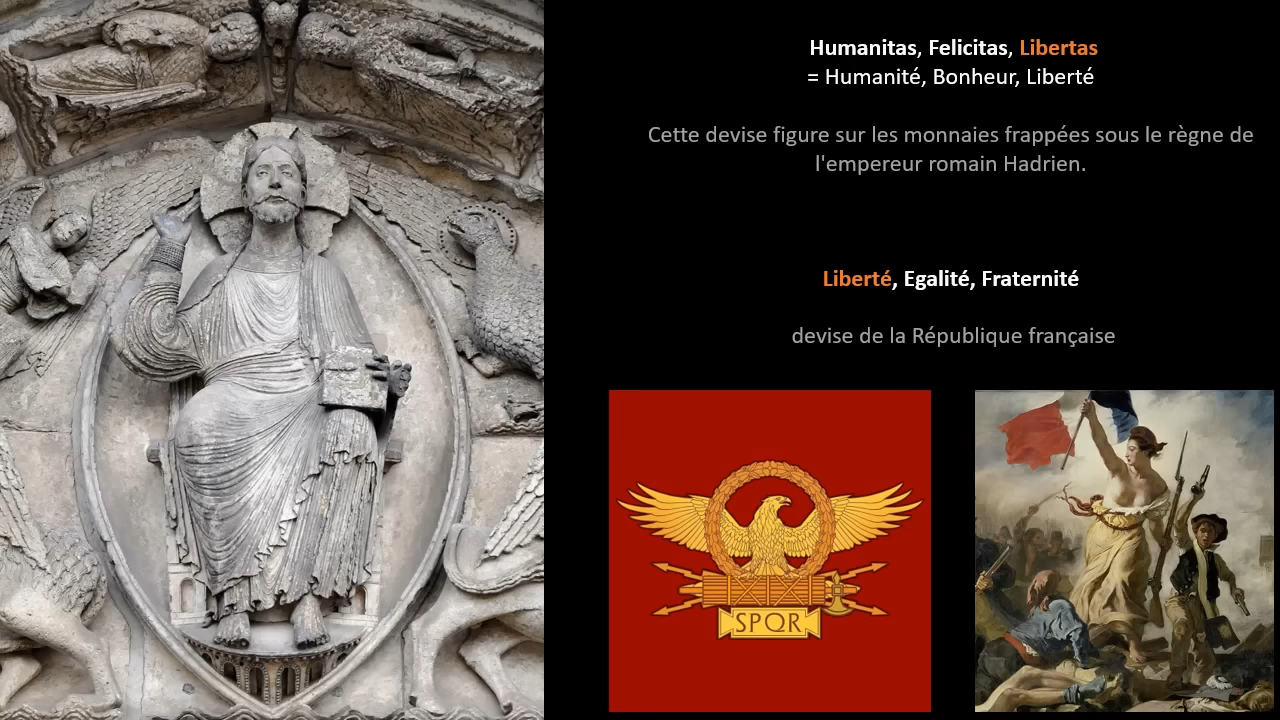 Humanitas, Felicitas, Libertas
= Humanité, Bonheur, Liberté
Cette devise figure sur les monnaies frappées sous le règne de
l'empereur romain Hadrien.
Liberté, Egalité, Fraternité
devise de la République française
SPQR